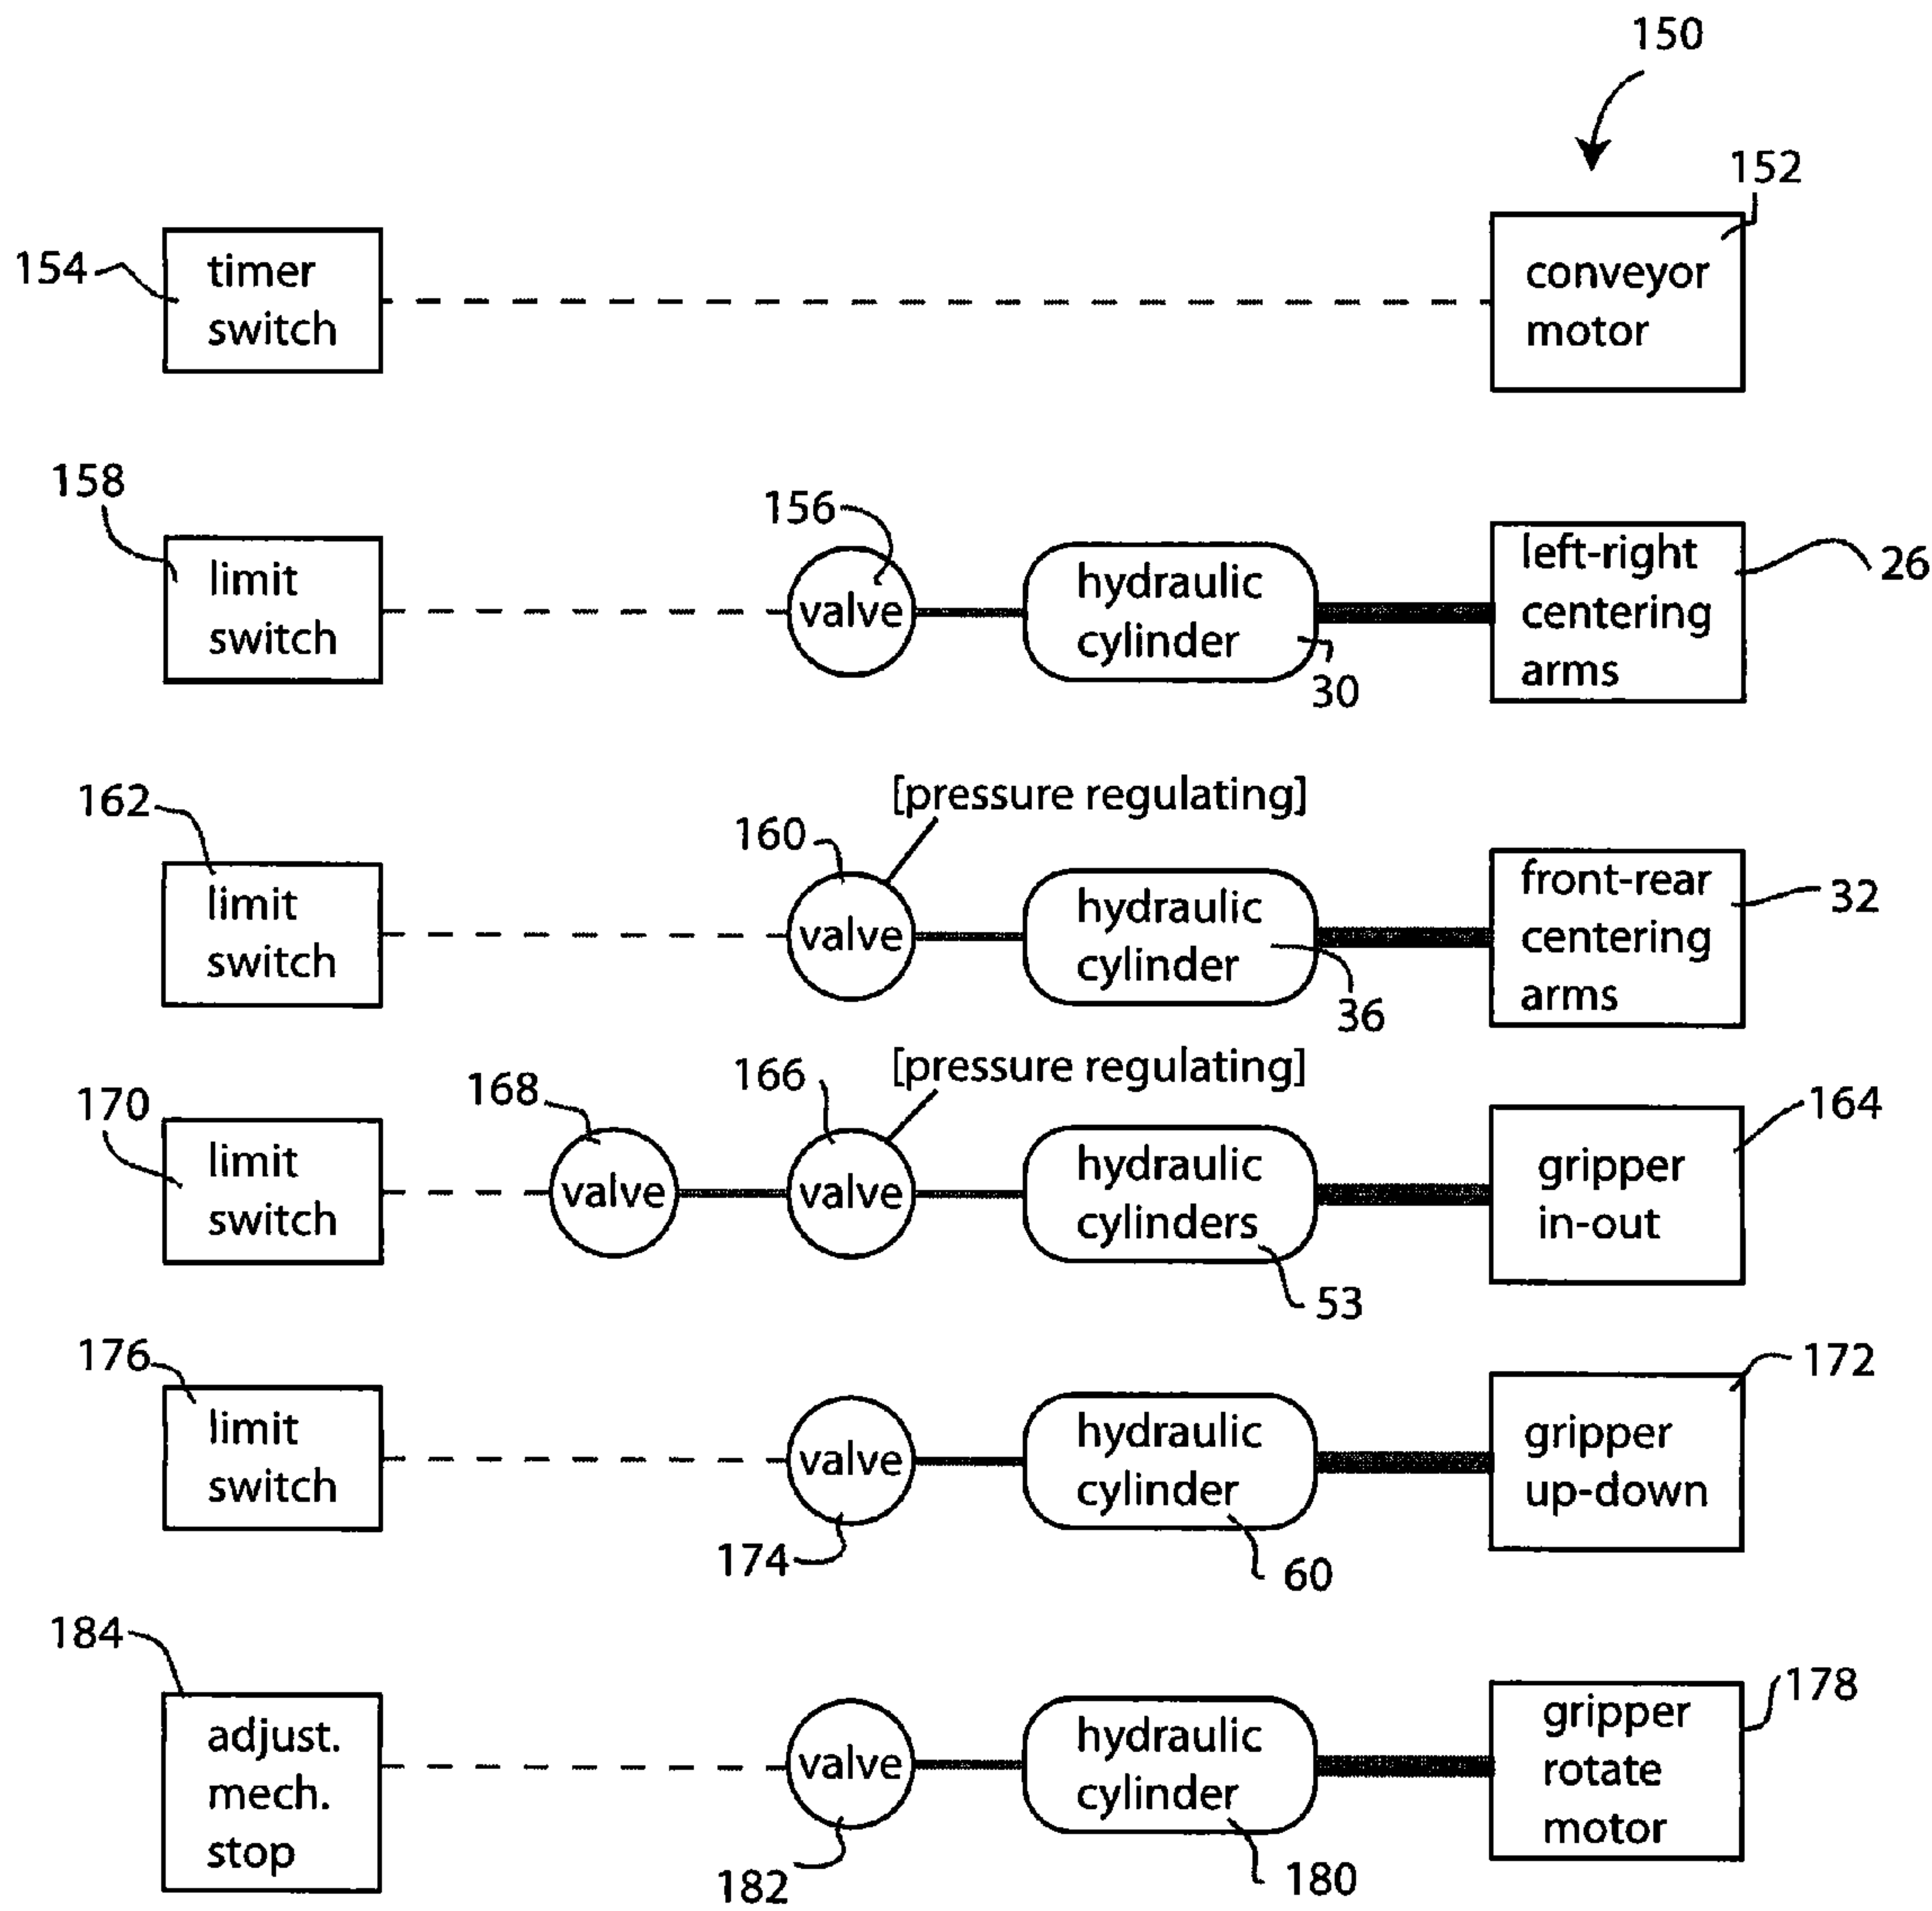 150
152
154
timer
switch
conveyor
motor
158
limit
switch
156
valve
hydraulic
cylinder
30
left-right
centering
arms
26
162
limit
switch
160
[pressure regulating]
valve
hydraulic
cylinder
36
front-rear
centering
arms
32
170
limit
switch
168
valve
166
[pressure regulating]
valve
hydraulic
cylinders
53
gripper
in-out
164
176
limit
switch
valve
174
hydraulic
cylinder
60
gripper
up-down
172
184
adjust.
mech.
stop
valve
182
hydraulic
cylinder
180
gripper
rotate
motor
178